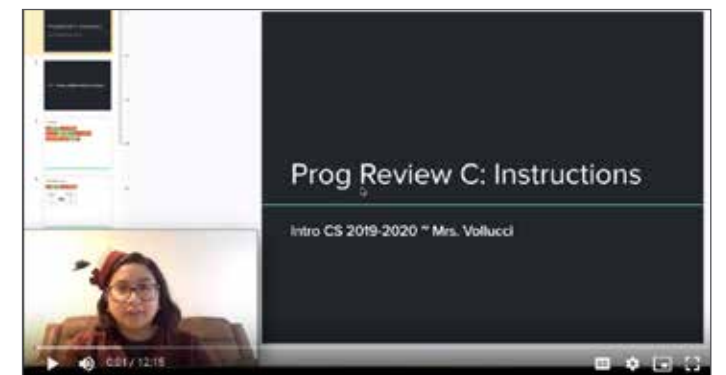 Prog Review C: Instructions
Intro CS 2019-2020 ~ Mrs. Vollucci
0:01 / 12:15